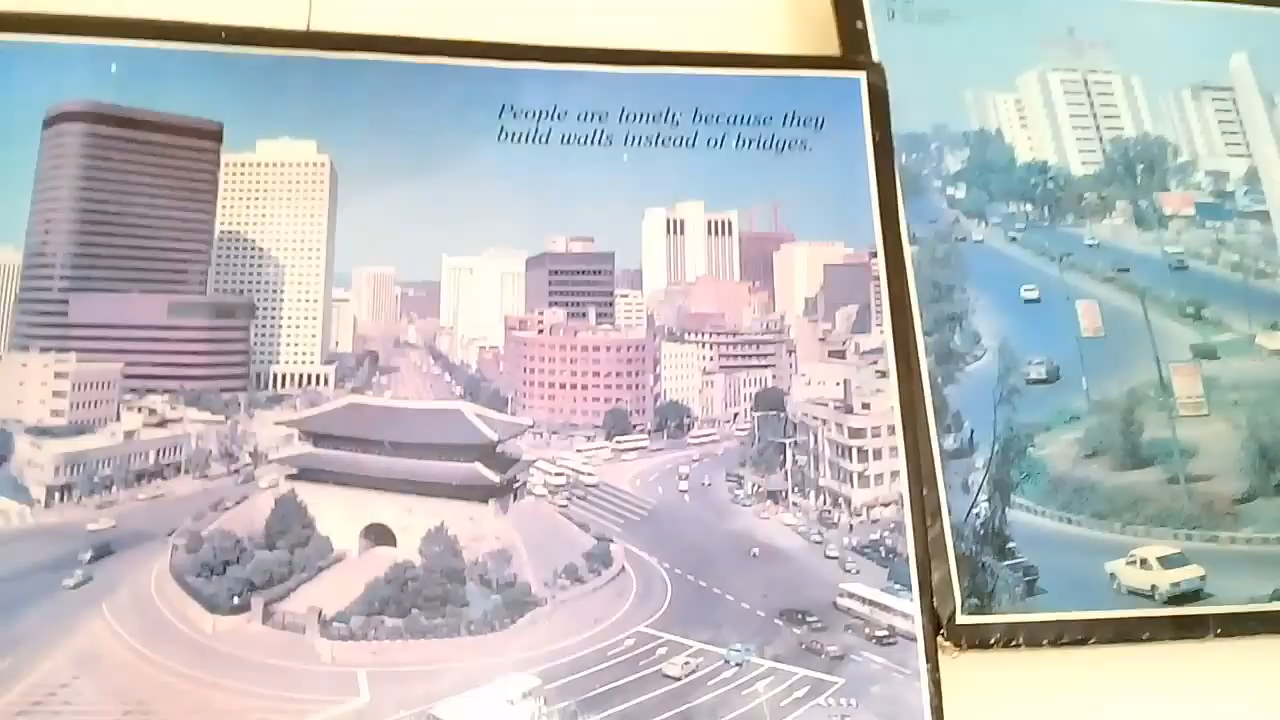 People are lonely, because they
build walls instead of bridges.